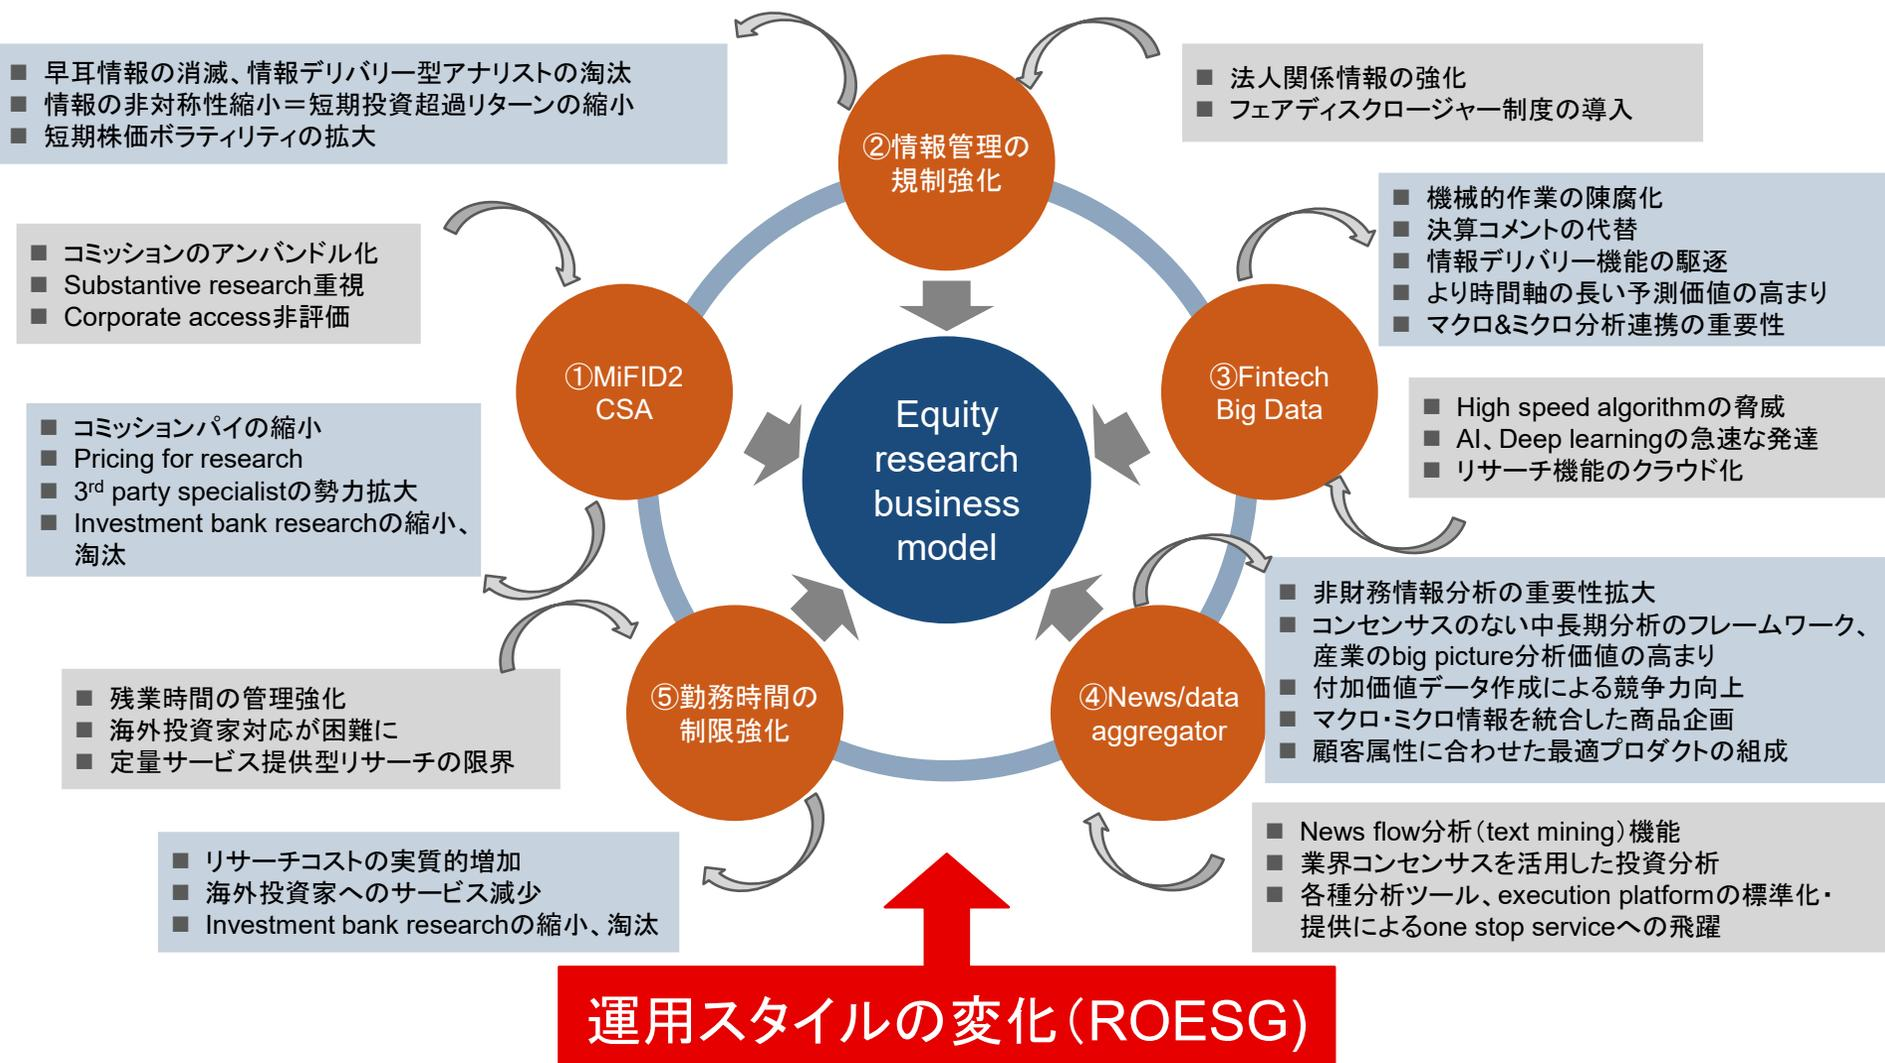 早耳情報の消滅、情報デリバリー型アナリストの淘汰
情報の非対称性縮小＝短期投資超過リターンの縮小
短期株価ボラティリティの拡大
法人関係情報の強化
フェアディスクロージャー制度の導入
②情報管理の
規制強化
機械的作業の陳腐化
決算コメントの代替
情報デリバリー機能の駆逐
より時間軸の長い予測価値の高まり
マクロ&ミクロ分析連携の重要性
コミッションのアンバンドル化
Substantive research重視
Corporate access非評価
①MiFID2
CSA
③Fintech
Big Data
High speed algorithmの脅威
AI、Deep learningの急速な発達
リサーチ機能のクラウド化
コミッションパイの縮小
Pricing for research
3rd party specialistの勢力拡大
Investment bank researchの縮小、
淘汰
Equity
research
business
model
非財務情報分析の重要性拡大
コンセンサスのない中長期分析のフレームワーク、
産業のbig picture分析価値の高まり
付加価値データ作成による競争力向上
マクロ・ミクロ情報を統合した商品企画
顧客属性に合わせた最適プロダクトの組成
残業時間の管理強化
海外投資家対応が困難に
定量サービス提供型リサーチの限界
⑤勤務時間の
制限強化
④News/data
aggregator
News flow分析（text mining）機能
業界コンセンサスを活用した投資分析
各種分析ツール、execution platformの標準化・
提供によるone stop serviceへの飛躍
リサーチコストの実質的増加
海外投資家へのサービス減少
Investment bank researchの縮小、淘汰
運用スタイルの変化（ROESG)